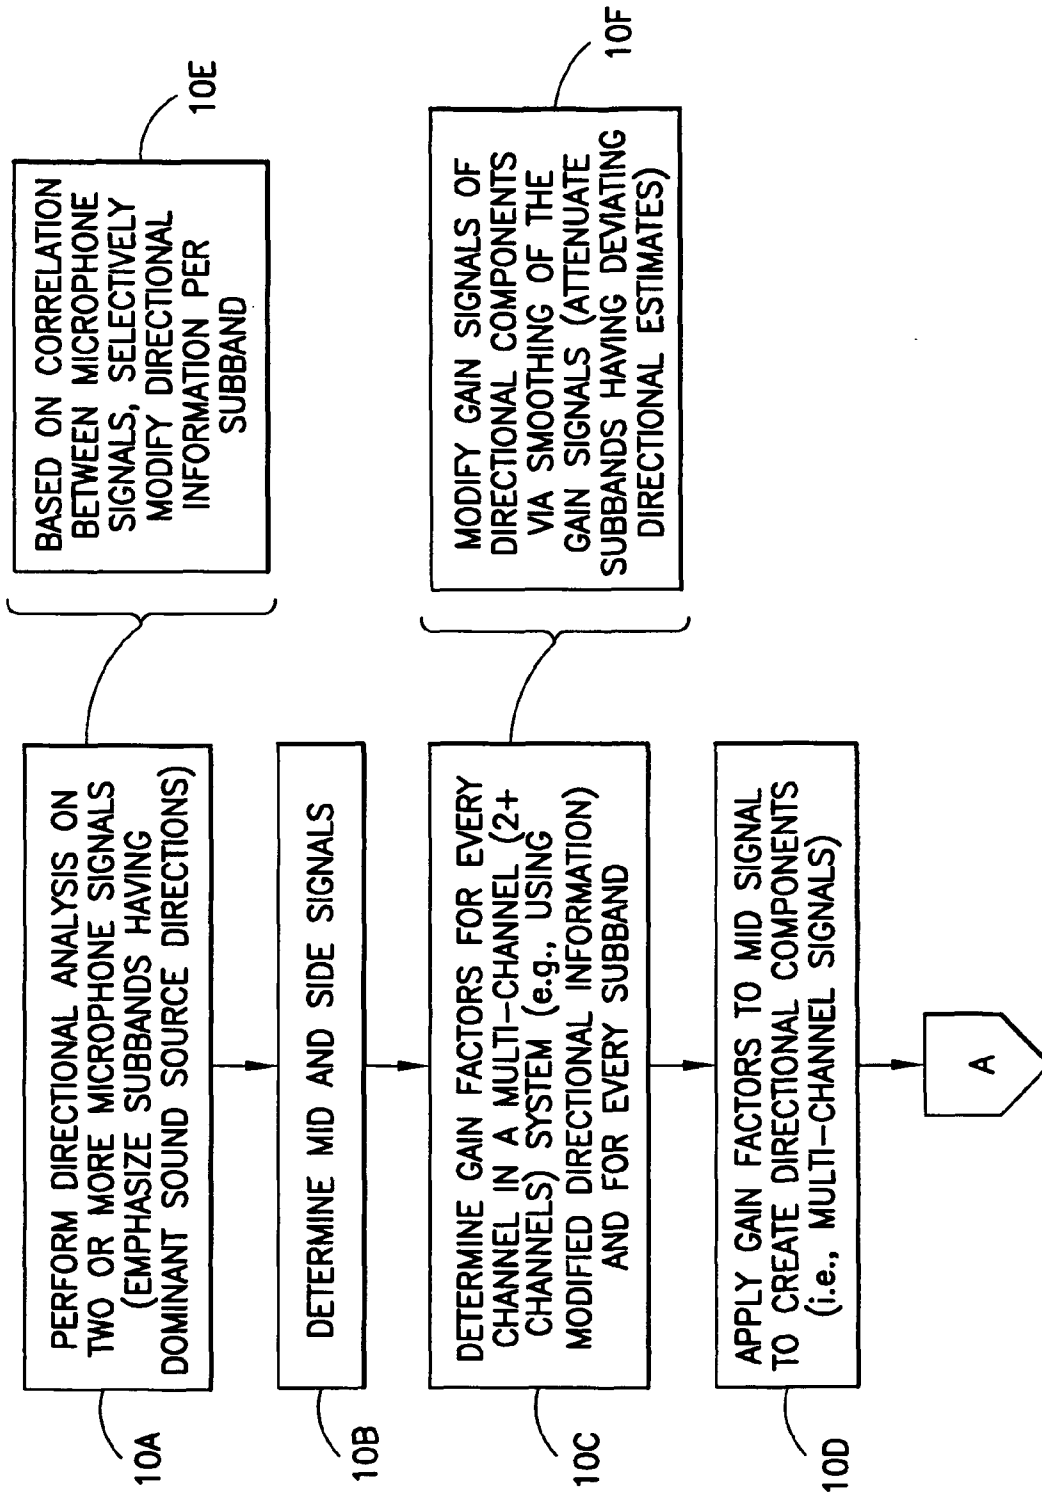 PERFORM DIRECTIONAL ANALYSIS ON
TWO OR MORE MICROPHONE SIGNALS
(EMPHASIZE SUBBANDS HAVING
DOMINANT SOUND SOURCE DIRECTIONS)
10A
BASED ON CORRELATION
BETWEEN MICROPHONE
SIGNALS, SELECTIVELY
MODIFY DIRECTIONAL
INFORMATION PER
SUBBAND
10E
DETERMINE MID AND SIDE SIGNALS
10B
DETERMINE GAIN FACTORS FOR EVERY
CHANNEL IN A MULTI-CHANNEL (2+
CHANNELS) SYSTEM (e.g., USING
MODIFIED DIRECTIONAL INFORMATION)
AND FOR EVERY SUBBAND
10C
MODIFY GAIN SIGNALS OF
DIRECTIONAL COMPONENTS
VIA SMOOTHING OF THE
GAIN SIGNALS (ATTENUATE
SUBBANDS HAVING DEVIATING
DIRECTIONAL ESTIMATES)
10F
APPLY GAIN FACTORS TO MID SIGNAL
TO CREATE DIRECTIONAL COMPONENTS
(i.e., MULTI-CHANNEL SIGNALS)
10D
A